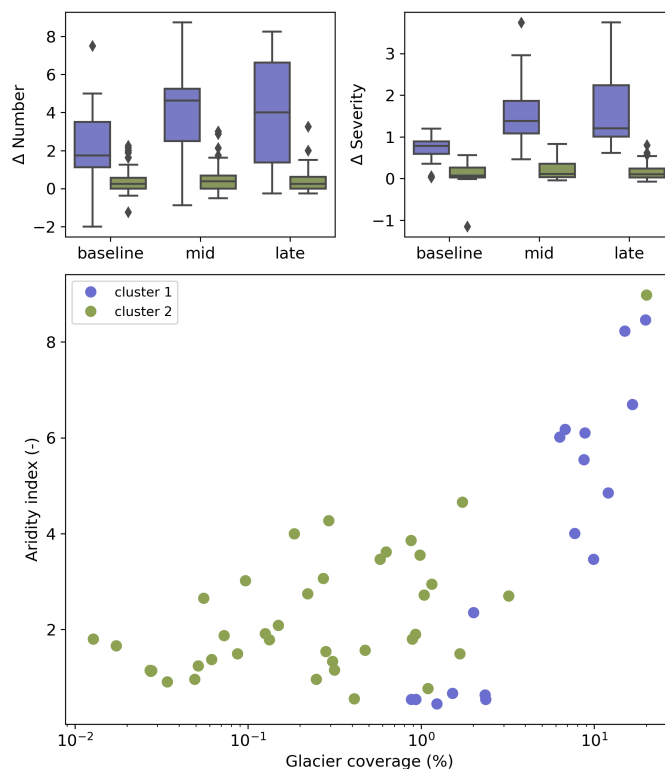 Δ Number
8
6
4
2
0
−2
baseline mid late
Δ Severity
3
2
1
0
−1
baseline mid late
cluster 1
cluster 2
Aridity index (-)
8
6
4
2
10⁻² 10⁻¹ 10⁰ 10¹
Glacier coverage (%)